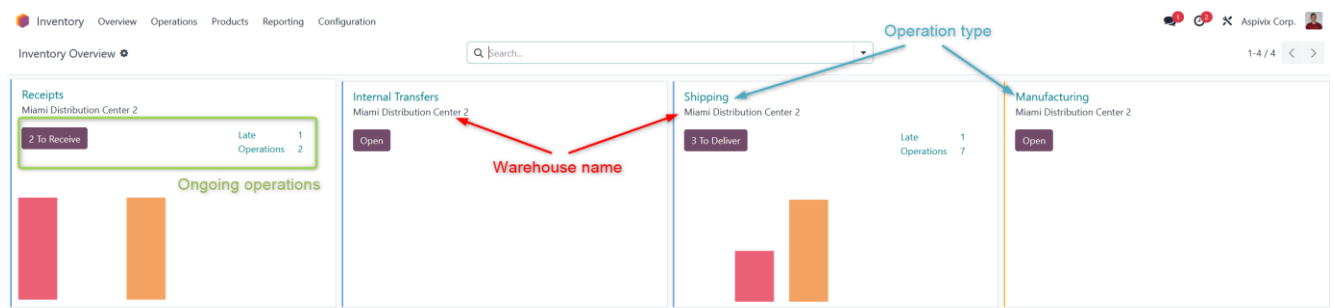 Inventory Overview Operations Products Reporting Configuration
1 2 Aspivix Corp.
Inventory Overview
Search...
Operation type
1-4 / 4
Receipts
Miami Distribution Center 2
2 To Receive
Late 1
Operations 2
Ongoing operations
Internal Transfers
Miami Distribution Center 2
Open
Warehouse name
Shipping
Miami Distribution Center 2
3 To Deliver
Late 1
Operations 7
Manufacturing
Miami Distribution Center 2
Open